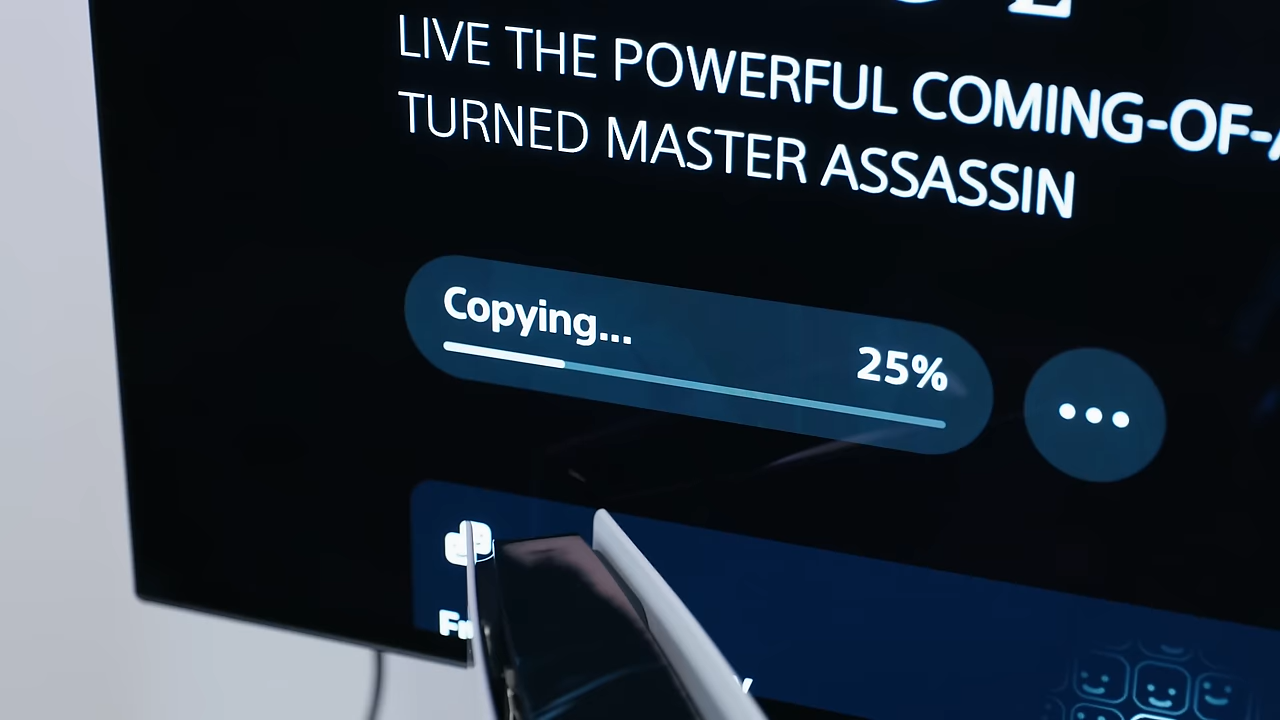 LIVE THE POWERFUL COMING-OF-
TURNED MASTER ASSASSIN
Copying...
25%